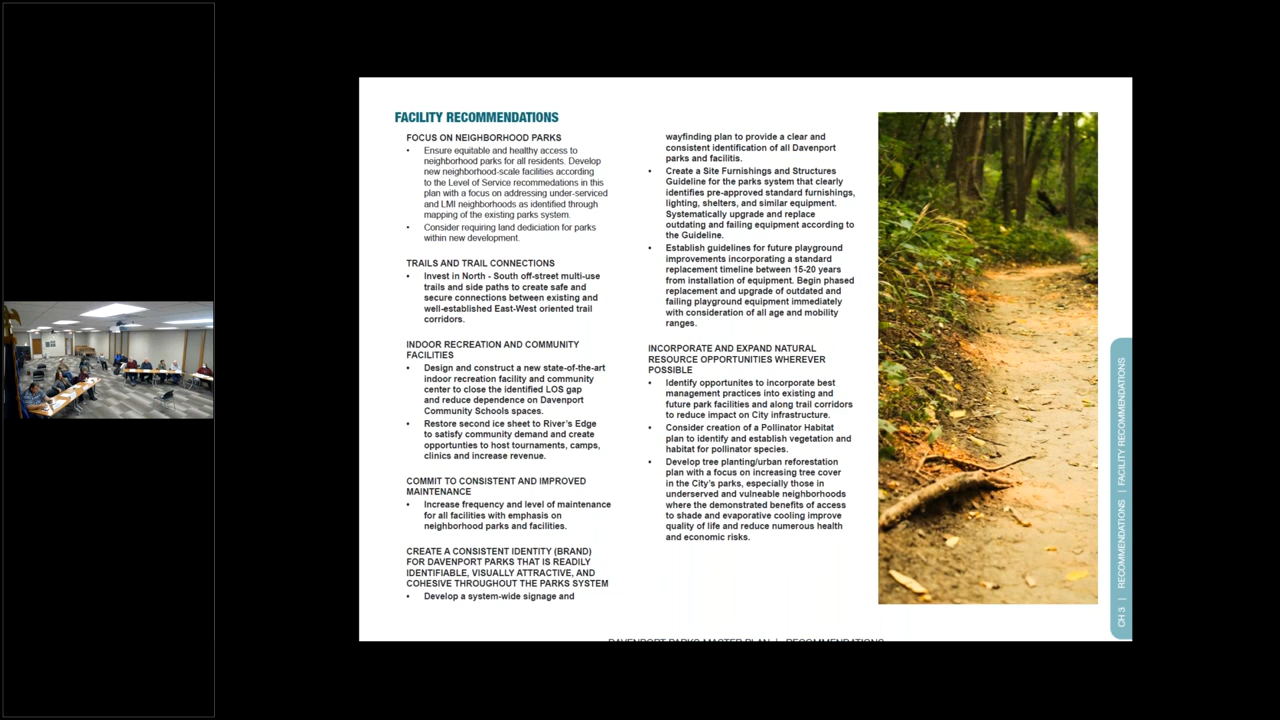 FACILITY RECOMMENDATIONS
FOCUS ON NEIGHBORHOOD PARKS
• Ensure equitable and healthy access to
neighborhood parks for all residents. Develop
new neighborhood-scale facilities according
to the Level of Service recommedations in this
plan with a focus on addressing under-serviced
and LMI neighborhoods as identified through
mapping of the existing parks system.
• Consider requiring land dediciation for parks
within new development.
TRAILS AND TRAIL CONNECTIONS
• Invest in North - South off-street multi-use
trails and side paths to create safe and
secure connections between existing and
well-established East-West oriented trail
corridors.
INDOOR RECREATION AND COMMUNITY
FACILITIES
• Design and construct a new state-of-the-art
indoor recreation facility and community
center to close the identified LOS gap
and reduce dependence on Davenport
Community Schools spaces.
• Restore second ice sheet to River's Edge
to satisfy community demand and create
opportunties to host tournaments, camps,
clinics and increase revenue.
COMMIT TO CONSISTENT AND IMPROVED
MAINTENANCE
• Increase frequency and level of maintenance
for all facilities with emphasis on
neighborhood parks and facilities.
CREATE A CONSISTENT IDENTITY (BRAND)
FOR DAVENPORT PARKS THAT IS READILY
IDENTIFIABLE, VISUALLY ATTRACTIVE, AND
COHESIVE THROUGHOUT THE PARKS SYSTEM
• Develop a system-wide signage and
wayfinding plan to provide a clear and
consistent identification of all Davenport
parks and facilitis.
• Create a Site Furnishings and Structures
Guideline for the parks system that clearly
identifies pre-approved standard furnishings,
lighting, shelters, and similar equipment.
Systematically upgrade and replace
outdating and failing equipment according to
the Guideline.
• Establish guidelines for future playground
improvements incorporating a standard
replacement timeline between 15-20 years
from installation of equipment. Begin phased
replacement and upgrade of outdated and
failing playground equipment immediately
with consideration of all age and mobility
ranges.
INCORPORATE AND EXPAND NATURAL
RESOURCE OPPORTUNITIES WHEREVER
POSSIBLE
• Identify opportunites to incorporate best
management practices into existing and
future park facilities and along trail corridors
to reduce impact on City infrastructure.
• Consider creation of a Pollinator Habitat
plan to identify and establish vegetation and
habitat for pollinator species.
• Develop tree planting/urban reforestation
plan with a focus on increasing tree cover
in the City's parks, especially those in
underserved and vulneable neighborhoods
where the demonstrated benefits of access
to shade and evaporative cooling improve
quality of life and reduce numerous health
and economic risks.
CH 3 | RECOMMENDATIONS | FACILITY RECOMMENDATIONS
DAVENPORT PARKS MASTER PLAN | RECOMMENDATIONS